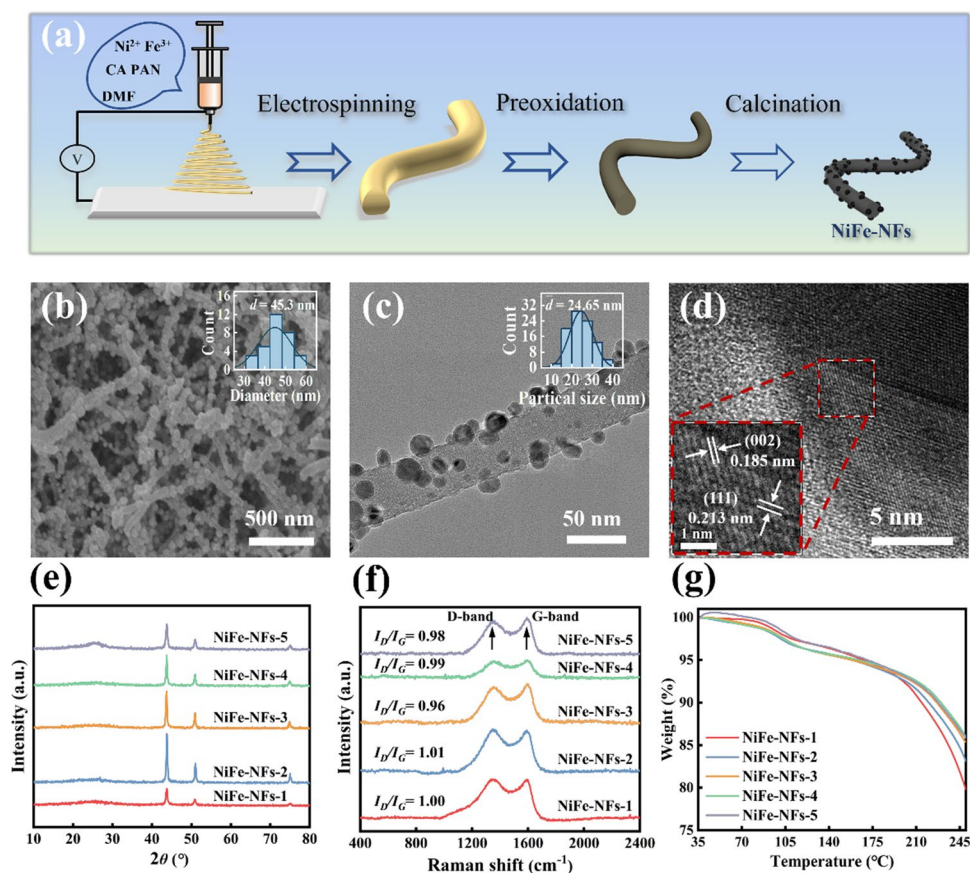 (a)
Ni²⁺ Fe³⁺
CA PAN
DMF
V
Electrospinning
Preoxidation
Calcination
NiFe-NFs
(b)
d = 45.3 nm
Count
16
12
8
4
0
30 40 50 60
Diameter (nm)
500 nm
(c)
d = 24.65 nm
Count
32
24
16
8
0
10 20 30 40
Partical size (nm)
50 nm
(d)
(002)
0.185 nm
(111)
0.213 nm
1 nm
5 nm
(e)
Intensity (a.u.)
NiFe-NFs-5
NiFe-NFs-4
NiFe-NFs-3
NiFe-NFs-2
NiFe-NFs-1
10 20 30 40 50 60 70 80
2θ (°)
(f)
Intensity (a.u.)
D-band G-band
I_D/I_G= 0.98 NiFe-NFs-5
I_D/I_G= 0.99 NiFe-NFs-4
I_D/I_G= 0.96 NiFe-NFs-3
I_D/I_G= 1.01 NiFe-NFs-2
I_D/I_G= 1.00 NiFe-NFs-1
400 800 1200 1600 2000 2400
Raman shift (cm⁻¹)
(g)
Weight (%)
100
95
90
85
80
75
NiFe-NFs-1
NiFe-NFs-2
NiFe-NFs-3
NiFe-NFs-4
NiFe-NFs-5
35 70 105 140 175 210 245
Temperature (°C)